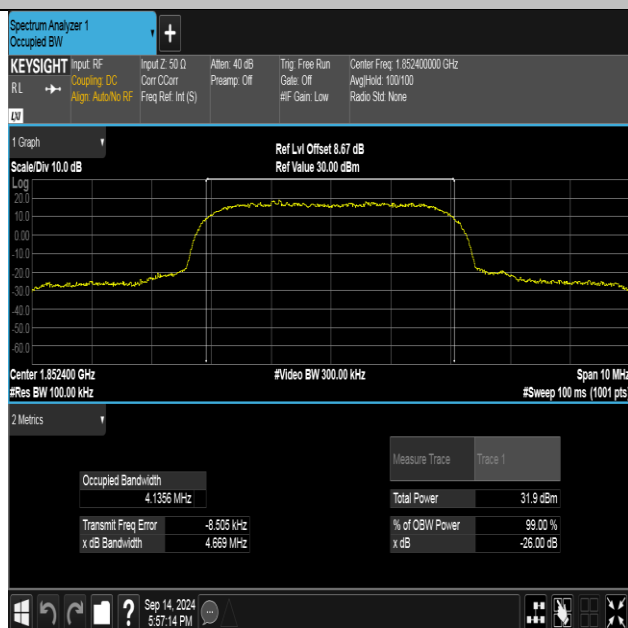 Spectrum Analyzer 1
Occupied BW
+
KEYSIGHT
RL
LXI
Input: RF
Coupling: DC
Align: Auto/No RF
Input Z: 50 Ω
Corr CCorr
Freq Ref: Int (S)
Atten: 40 dB
Preamp: Off
Trig: Free Run
Gate: Off
#IF Gain: Low
Center Freq: 1.852400000 GHz
Avg|Hold: 100/100
Radio Std: None
1 Graph
Scale/Div 10.0 dB
Ref Lvl Offset 8.67 dB
Ref Value 30.00 dBm
Log
20.0
10.0
0.00
-10.0
-20.0
-30.0
-40.0
-50.0
-60.0
Center 1.852400 GHz
#Res BW 100.00 kHz
#Video BW 300.00 kHz
Span 10 MHz
#Sweep 100 ms (1001 pts)
2 Metrics
Measure Trace Trace 1
Occupied Bandwidth
4.1356 MHz
Total Power 31.9 dBm
Transmit Freq Error -8.505 kHz
% of OBW Power 99.00 %
x dB Bandwidth 4.669 MHz
x dB -26.00 dB
?
Sep 14, 2024
5:57:14 PM